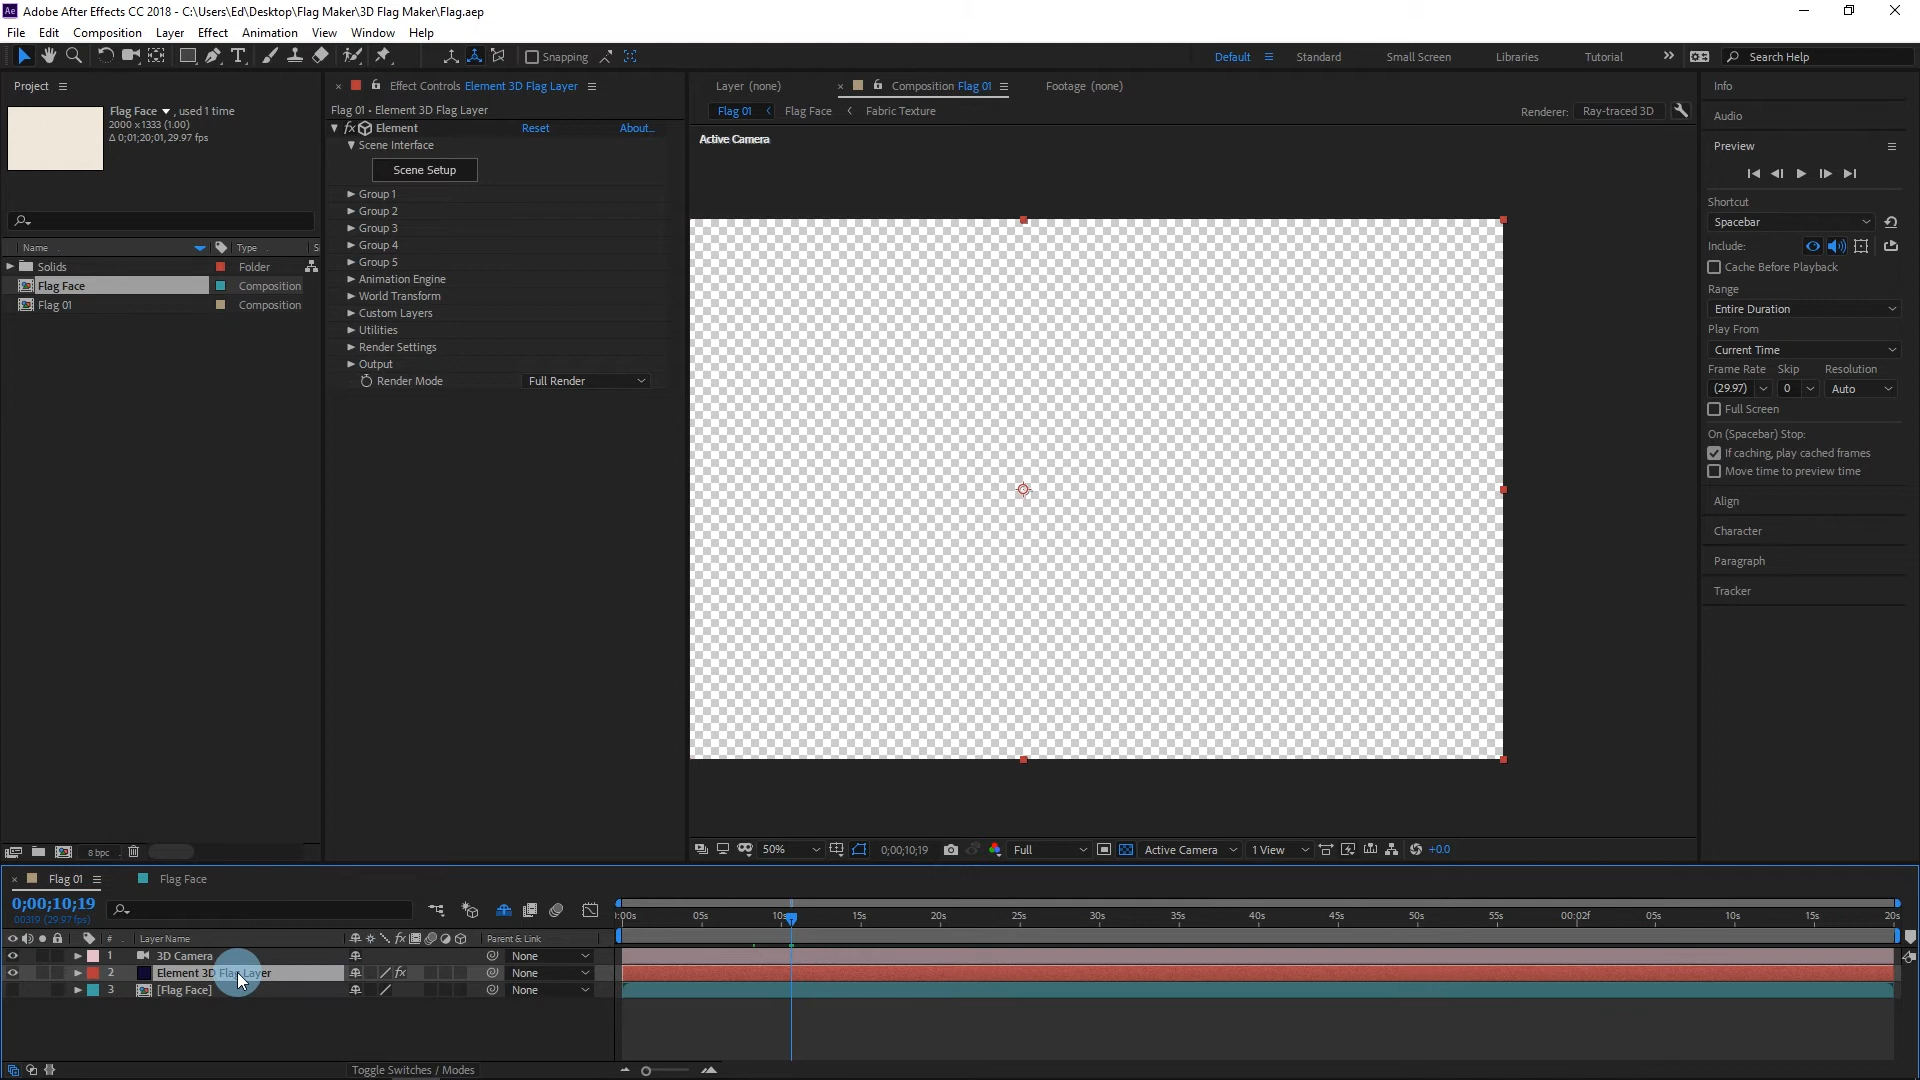 Adobe After Effects CC 2018 - C:\Users\Ed\Desktop\Flag Maker\3D Flag Maker\Flag.aep
File Edit Composition Layer Effect Animation View Window Help
Snapping
Default Standard Small Screen Libraries Tutorial Search Help
Project
Flag Face , used 1 time
2000 x 1333 (1.00)
Δ 0;01;20;01, 29.97 fps
Name Type S
Solids Folder
Flag Face Composition
Flag 01 Composition
8 bpc
Effect Controls Element 3D Flag Layer
Flag 01 • Element 3D Flag Layer
fx Element Reset About...
Scene Interface
Scene Setup
Group 1
Group 2
Group 3
Group 4
Group 5
Animation Engine
World Transform
Custom Layers
Utilities
Render Settings
Output
Render Mode Full Render
Layer (none) Composition Flag 01 Footage (none)
Flag 01 Flag Face Fabric Texture Renderer: Ray-traced 3D
Active Camera
50% 0;00;10;19 Full Active Camera 1 View +0.0
Info
Audio
Preview
Shortcut
Spacebar
Include:
Cache Before Playback
Range
Entire Duration
Play From
Current Time
Frame Rate Skip Resolution
(29.97) 0 Auto
Full Screen
On (Spacebar) Stop:
If caching, play cached frames
Move time to preview time
Align
Character
Paragraph
Tracker
Flag 01 Flag Face
0;00;10;19
00319 (29.97 fps)
:00s 05s 10s 15s 20s 25s 30s 35s 40s 45s 50s 55s 00:02f 05s 10s 15s 20s
# Layer Name fx Parent & Link
1 3D Camera None
2 Element 3D Flag Layer fx None
3 [Flag Face] None
Toggle Switches / Modes